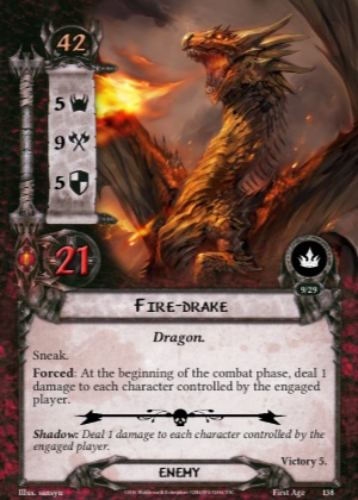 42
5
9
5
21
9/29
FIRE-DRAKE
Dragon.
Sneak.
Forced: At the beginning of the combat phase, deal 1
damage to each character controlled by the engaged
player.
Shadow: Deal 1 damage to each character controlled by the
engaged player.
Victory 5.
ENEMY
Illus. sansyu
First Age
138